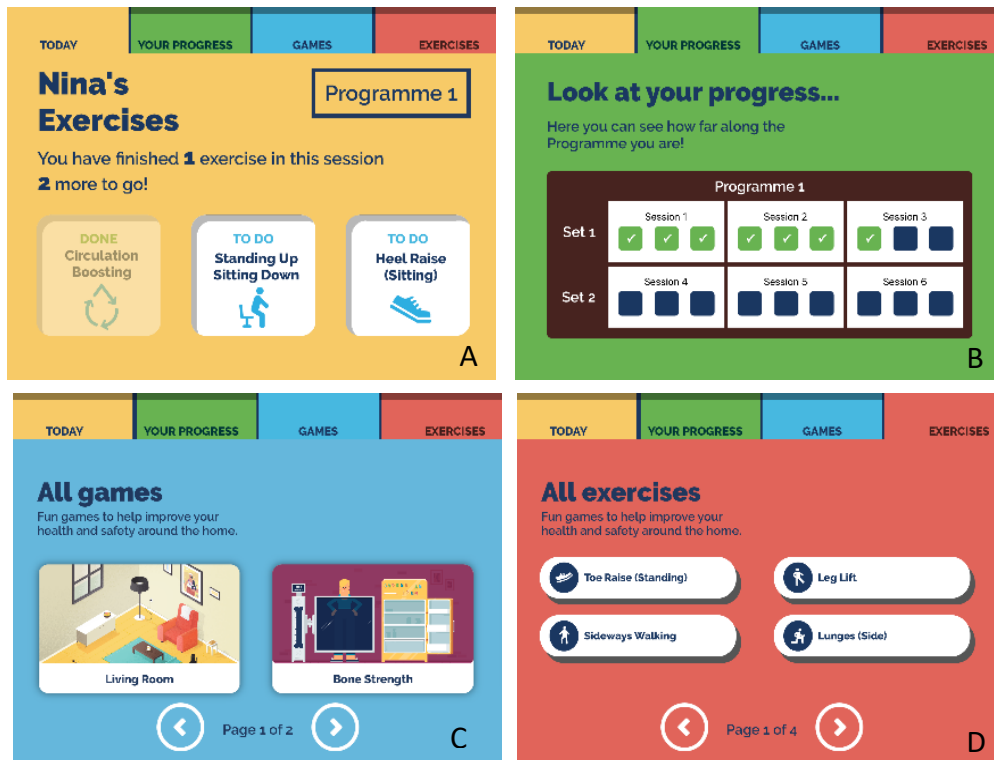 TODAY YOUR PROGRESS GAMES EXERCISES
Nina's
Exercises
Programme 1
You have finished 1 exercise in this session
2 more to go!
DONE
Circulation
Boosting
TO DO
Standing Up
Sitting Down
TO DO
Heel Raise
(Sitting)
A
TODAY YOUR PROGRESS GAMES EXERCISES
Look at your progress...
Here you can see how far along the
Programme you are!
Programme 1
Set 1
Session 1
Session 2
Session 3
Set 2
Session 4
Session 5
Session 6
B
TODAY YOUR PROGRESS GAMES EXERCISES
All games
Fun games to help improve your
health and safety around the home.
Living Room
Bone Strength
Page 1 of 2
C
TODAY YOUR PROGRESS GAMES EXERCISES
All exercises
Fun games to help improve your
health and safety around the home.
Toe Raise (Standing)
Leg Lift
Sideways Walking
Lunges (Side)
Page 1 of 4
D